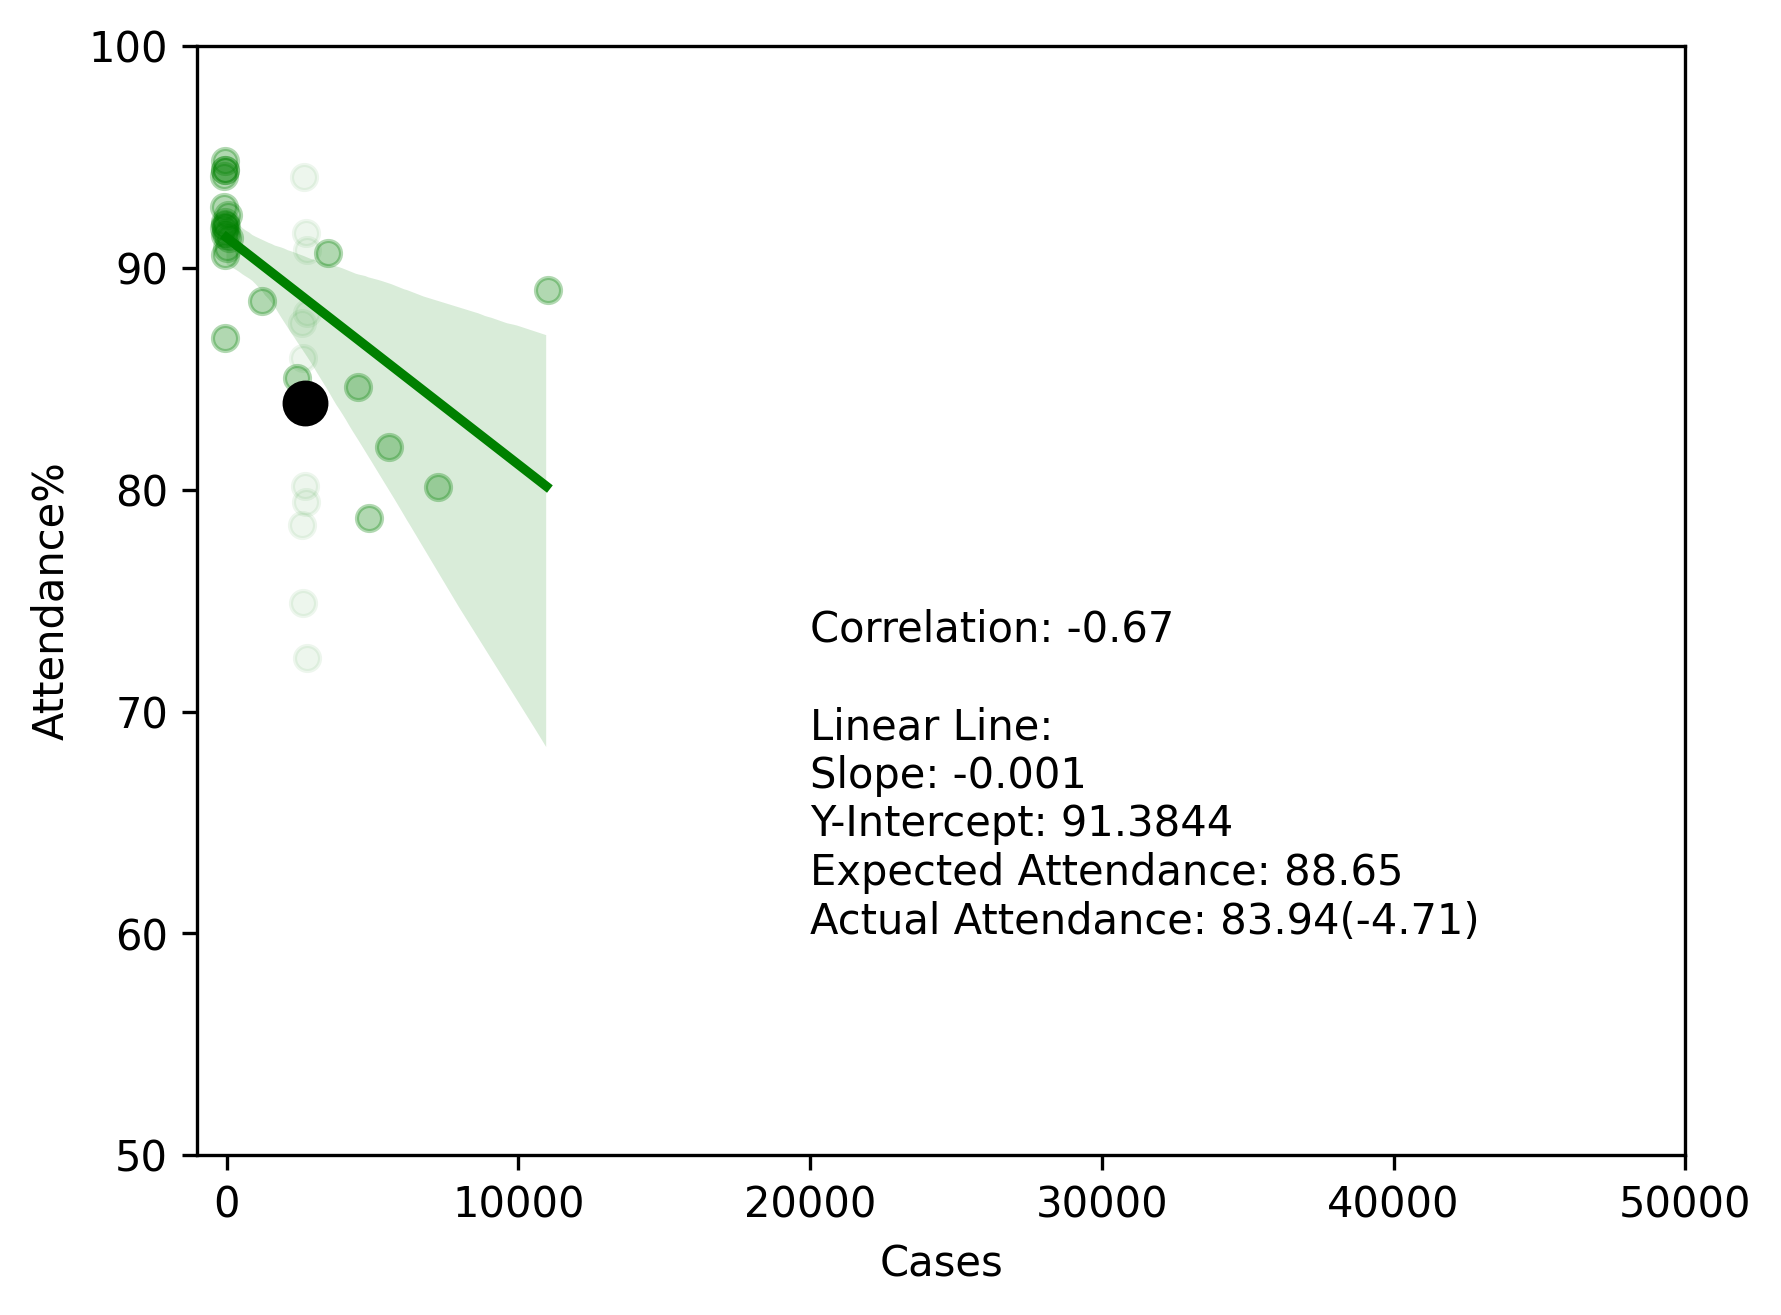 100
90
80
70
60
50
Attendance%
Correlation: -0.67
Linear Line:
Slope: -0.001
Y-Intercept: 91.3844
Expected Attendance: 88.65
Actual Attendance: 83.94(-4.71)
0 10000 20000 30000 40000 50000
Cases